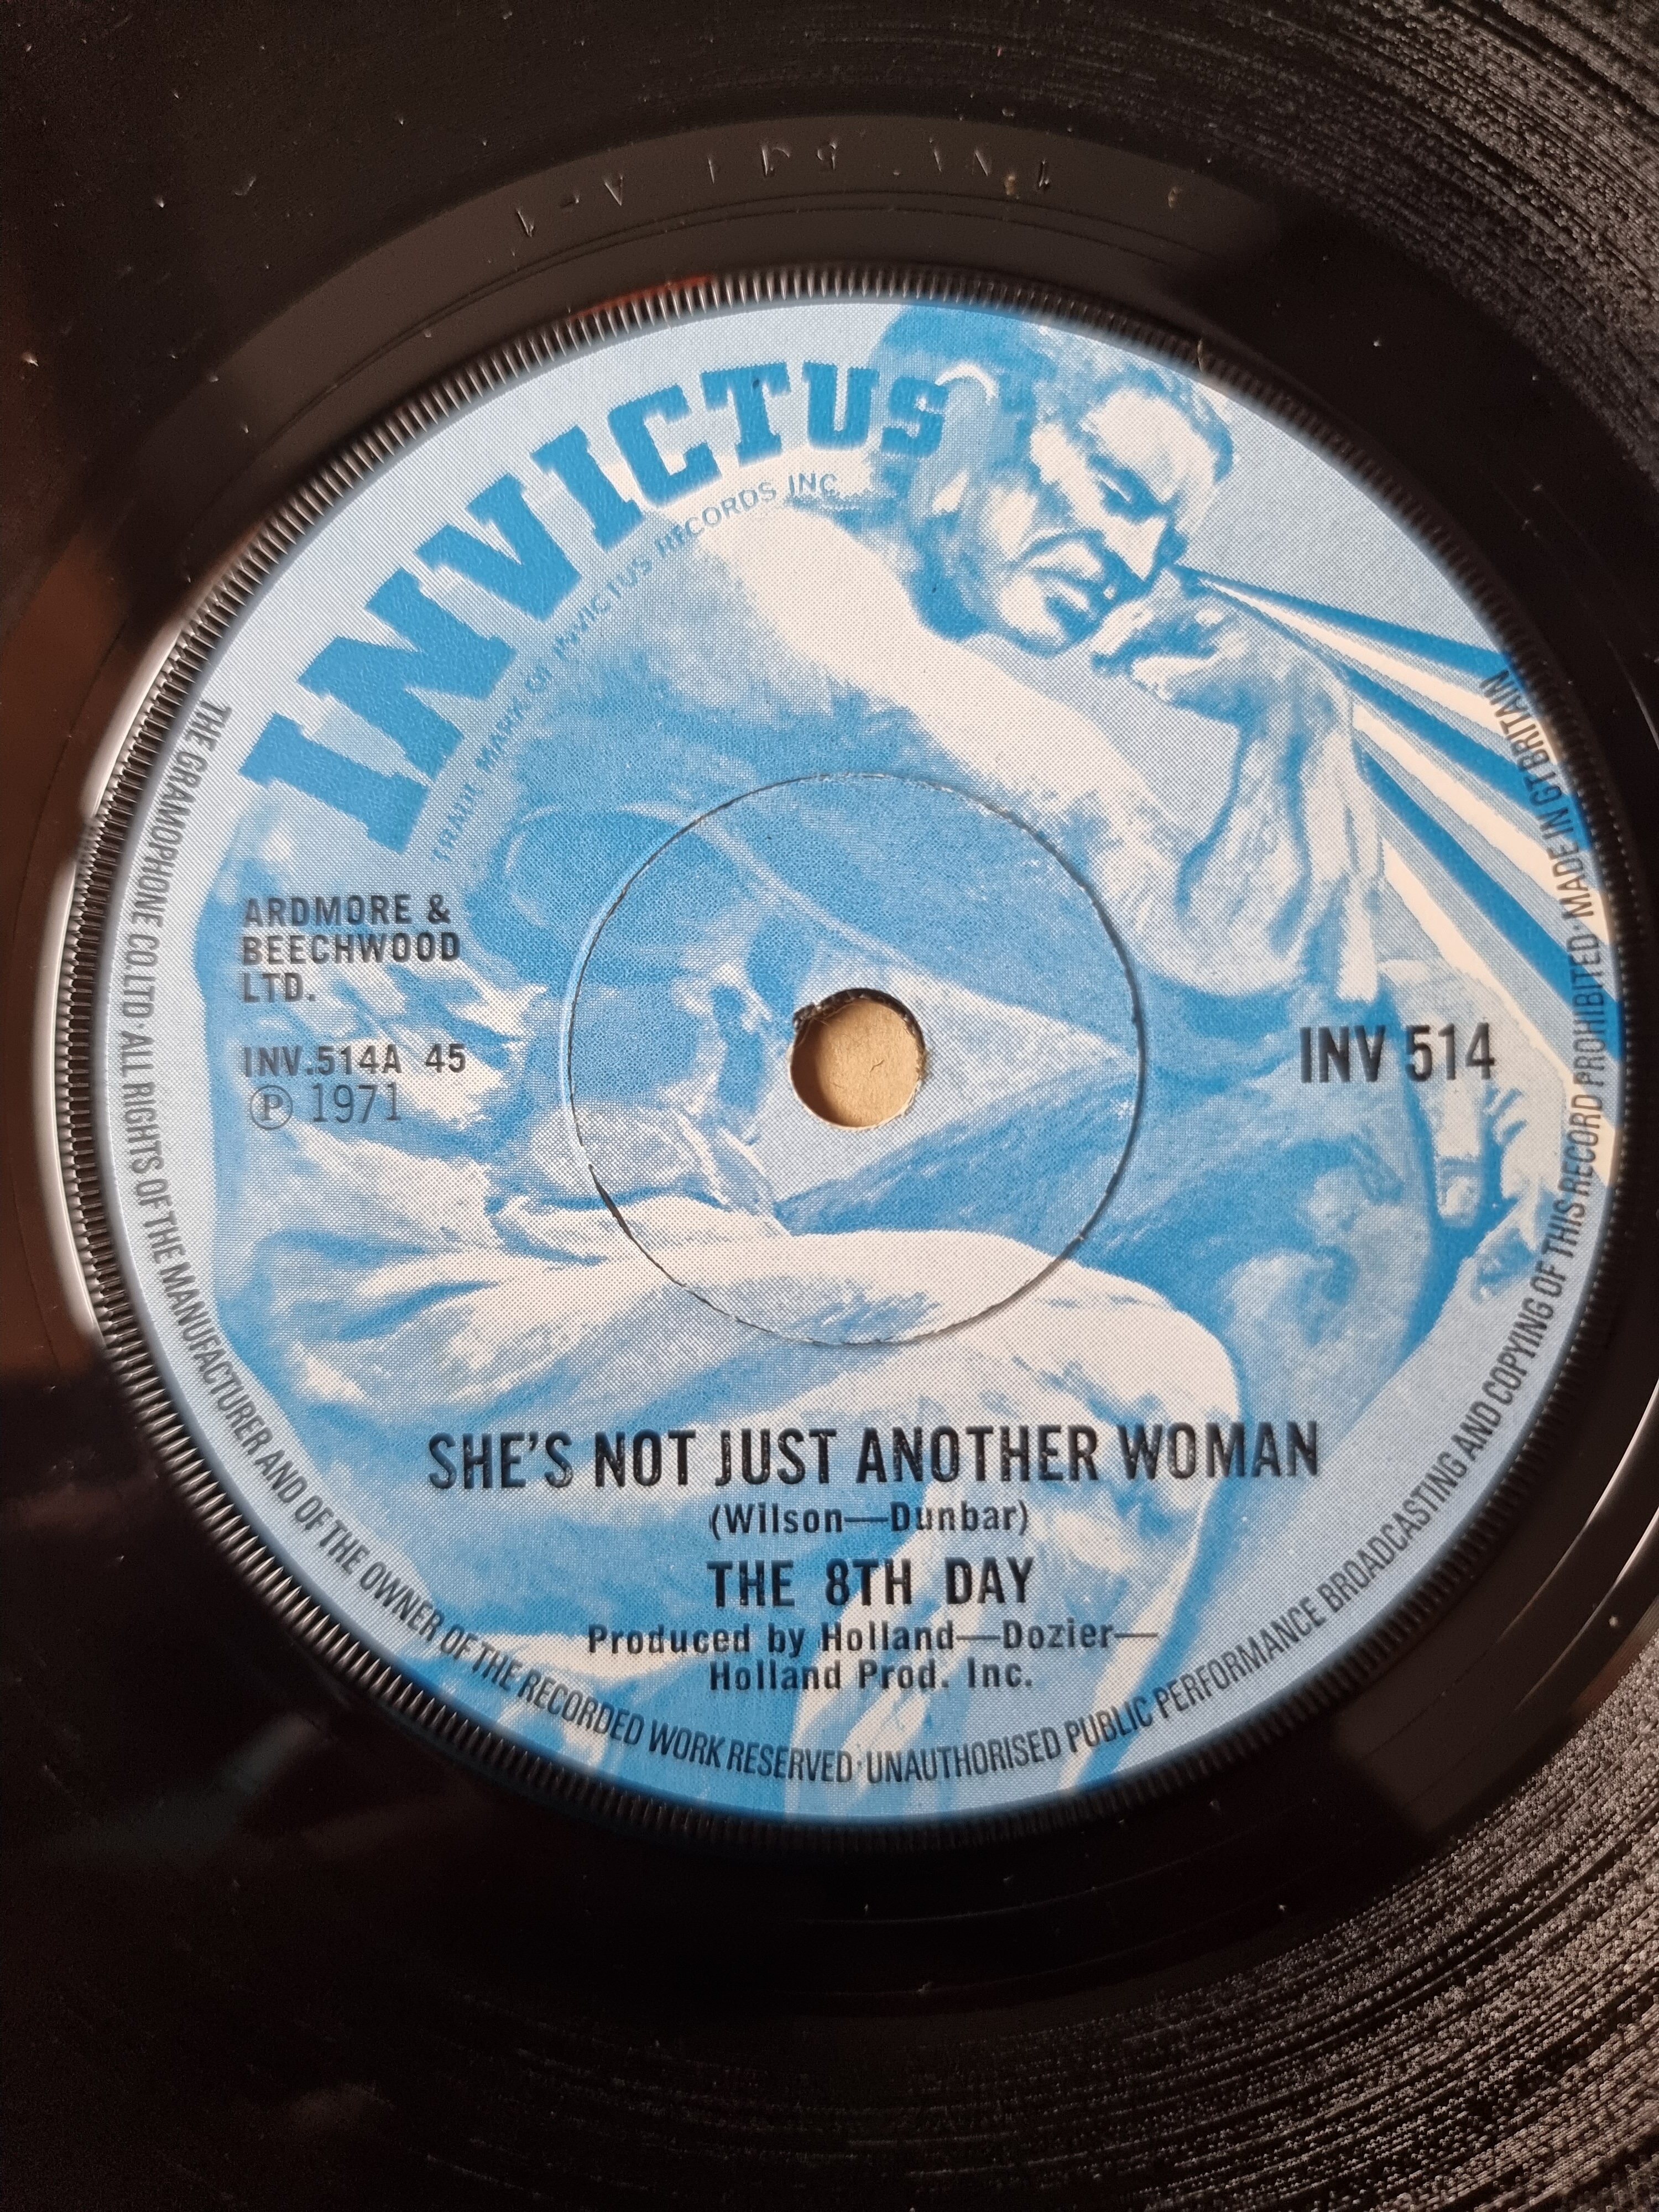 INVICTUS
TRADE MARK OF INVICTUS RECORDS INC
ARDMORE &
BEECHWOOD
LTD.
INV.514A 45
Ⓟ 1971
INV 514
SHE'S NOT JUST ANOTHER WOMAN
(Wilson—Dunbar)
THE 8TH DAY
Produced by Holland—Dozier—
Holland Prod. Inc.
THE GRAMOPHONE CO.LTD·ALL RIGHTS OF THE MANUFACTURER AND OF THE OWNER OF THE RECORDED WORK RESERVED·UNAUTHORISED PUBLIC PERFORMANCE BROADCASTING AND COPYING OF THIS RECORD PROHIBITED·MADE IN GT BRITAIN